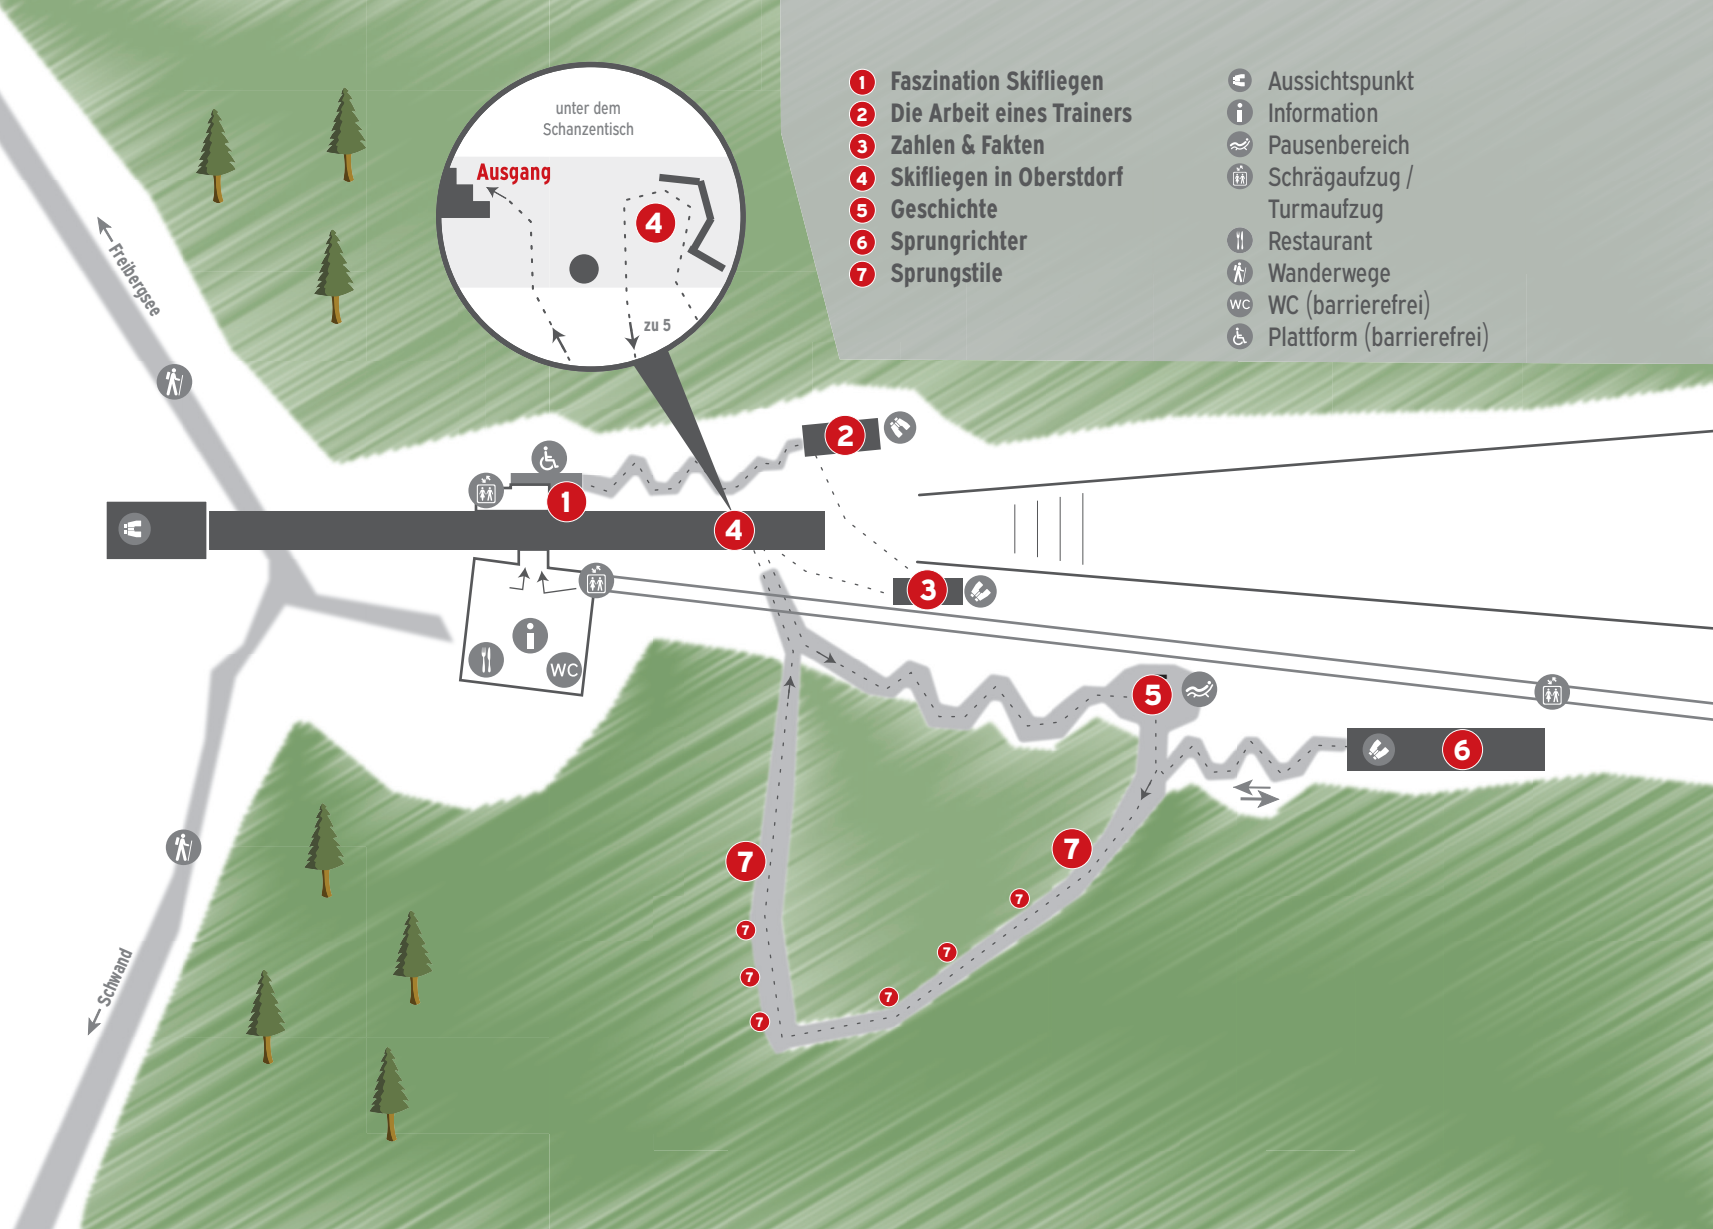 unter dem
Schanzentisch
Ausgang
4
zu 5
1 Faszination Skifliegen
2 Die Arbeit eines Trainers
3 Zahlen & Fakten
4 Skifliegen in Oberstdorf
5 Geschichte
6 Sprungrichter
7 Sprungstile
Aussichtspunkt
i Information
Pausenbereich
Schrägaufzug /
Turmaufzug
Restaurant
Wanderwege
WC WC (barrierefrei)
Plattform (barrierefrei)
Freibergsee
2
1
4
3
i
WC
5
6
7
7
7
7
7
7
7
7
Schwand